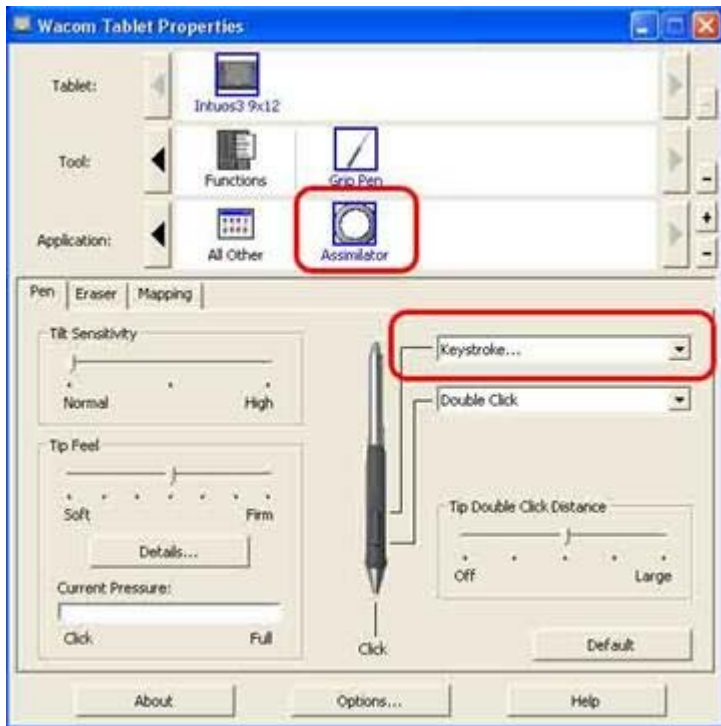 Wacom Tablet Properties
Tablet:
Intuos3 9x12
Tool:
Functions
Grip Pen
Application:
All Other
Assimilator
Pen
Eraser
Mapping
Tilt Sensitivity
Normal
High
Keystroke...
Double Click
Tip Feel
Soft
Firm
Details...
Current Pressure:
Click
Full
Click
Tip Double Click Distance
Off
Large
Default
About
Options...
Help